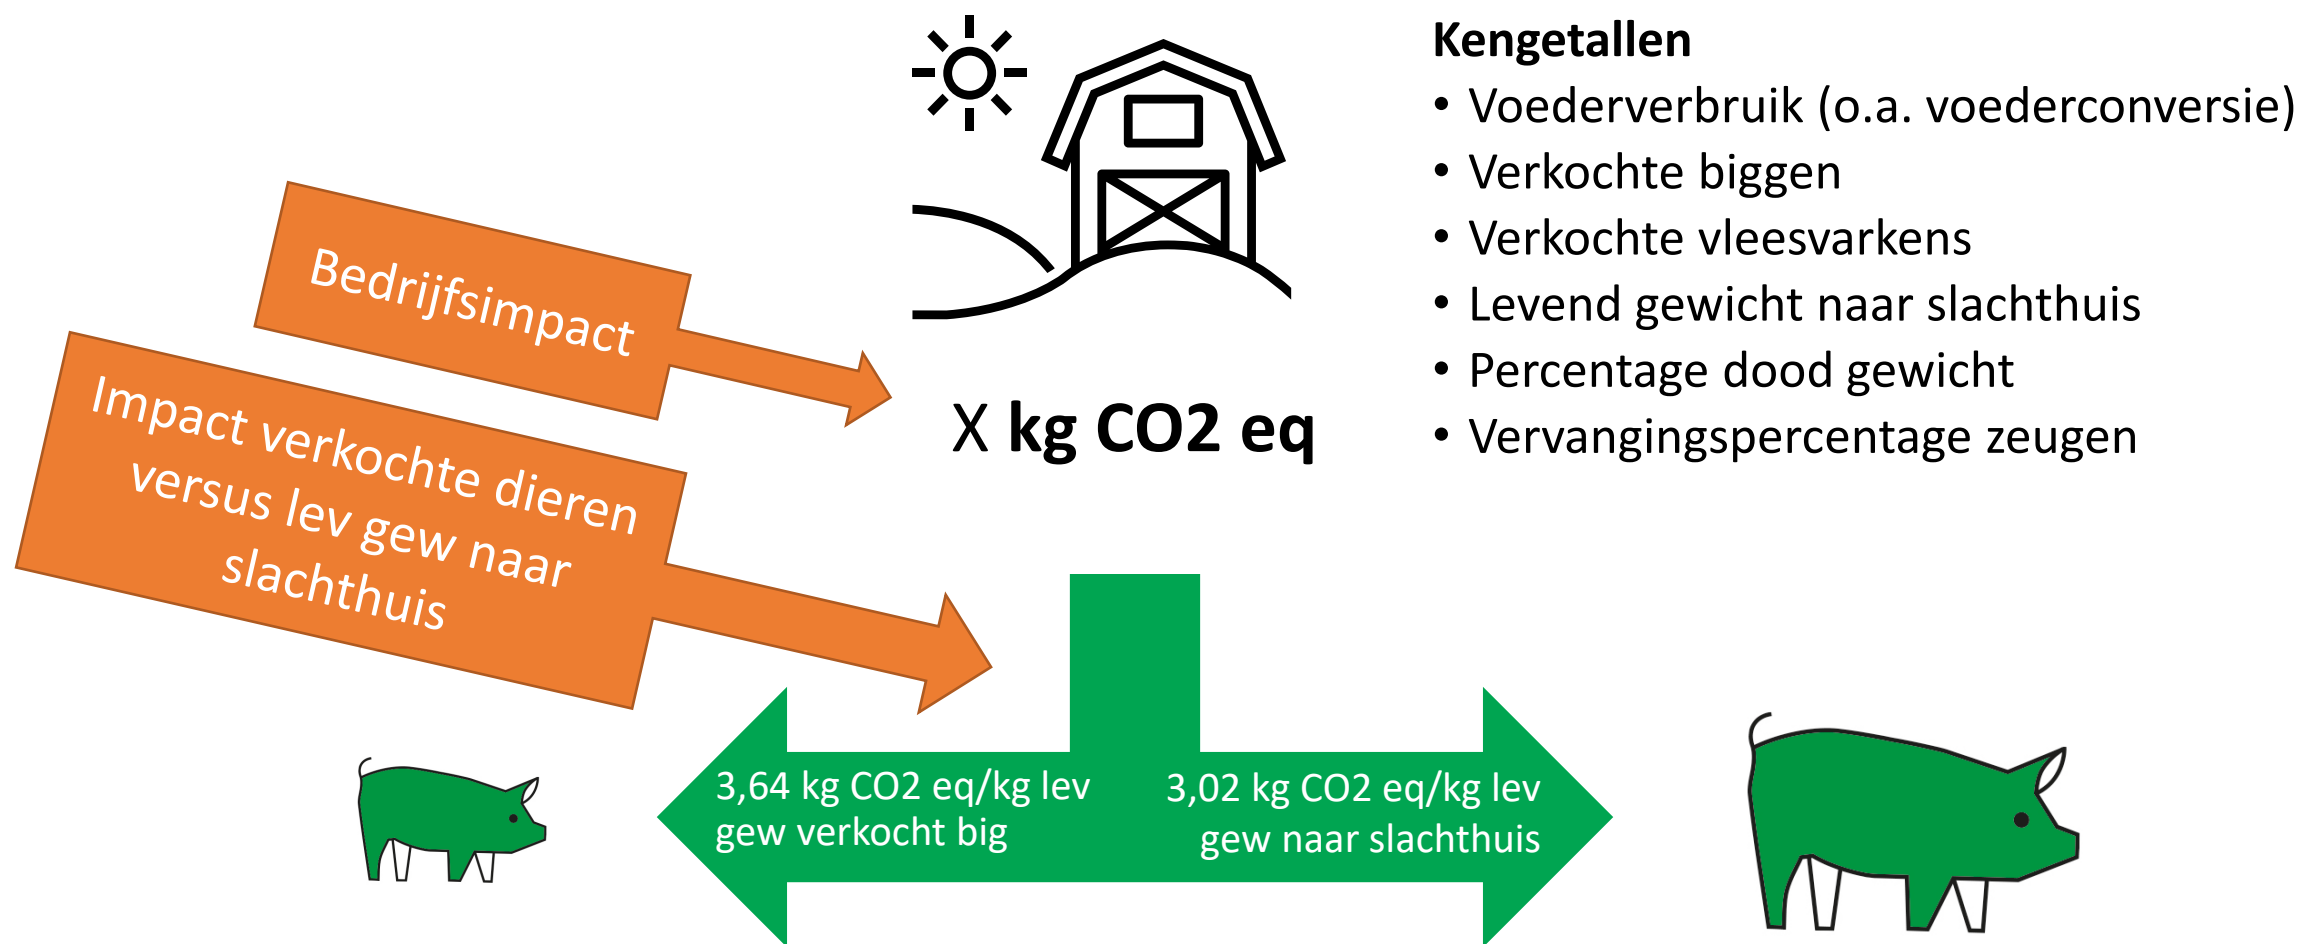 Kengetallen
• Voederverbruik (o.a. voederconversie)
• Verkochte biggen
• Verkochte vleesvarkens
• Levend gewicht naar slachthuis
• Percentage dood gewicht
• Vervangingspercentage zeugen
Bedrijfsimpact
X kg CO2 eq
Impact verkochte dieren
versus lev gew naar
slachthuis
3,64 kg CO2 eq/kg lev
gew verkocht big
3,02 kg CO2 eq/kg lev
gew naar slachthuis